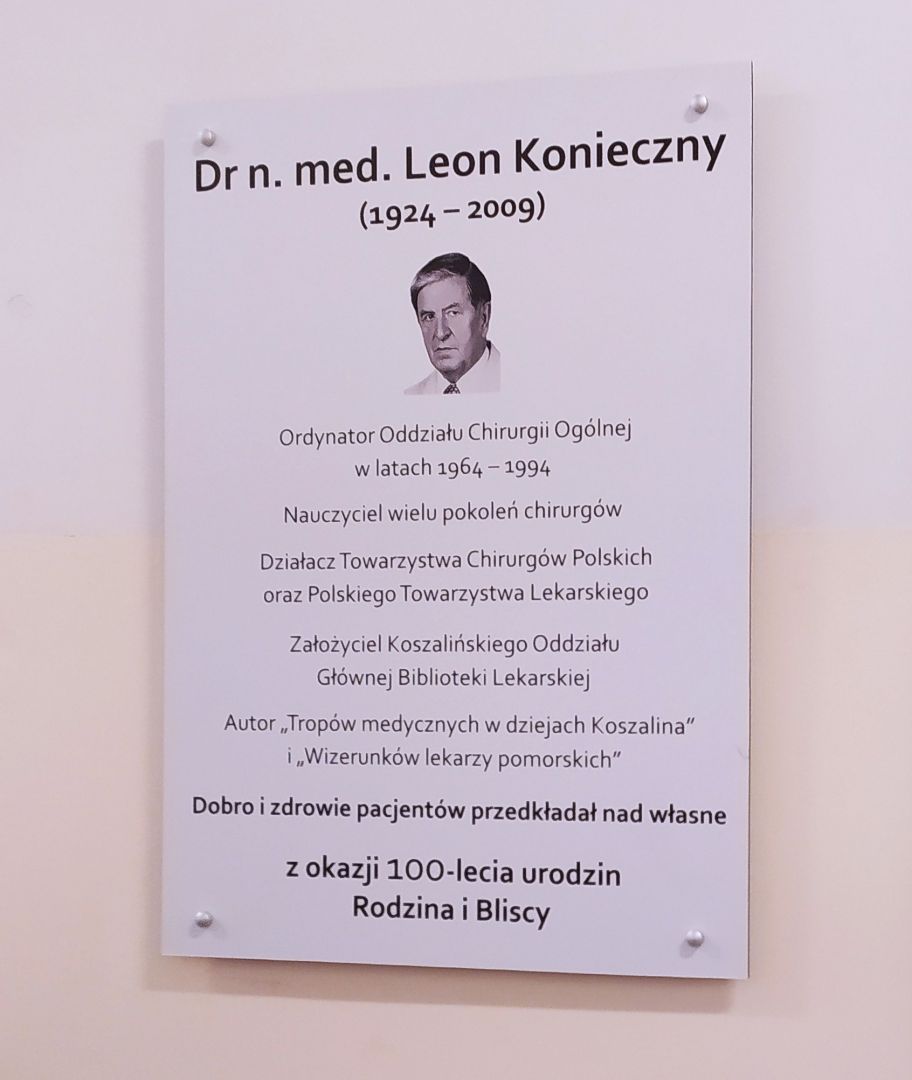 Dr n. med. Leon Konieczny
(1924 – 2009)
Ordynator Oddziału Chirurgii Ogólnej
w latach 1964 – 1994
Nauczyciel wielu pokoleń chirurgów
Działacz Towarzystwa Chirurgów Polskich
oraz Polskiego Towarzystwa Lekarskiego
Założyciel Koszalińskiego Oddziału
Głównej Biblioteki Lekarskiej
Autor „Tropów medycznych w dziejach Koszalina”
i „Wizerunków lekarzy pomorskich”
Dobro i zdrowie pacjentów przedkładał nad własne
z okazji 100-lecia urodzin
Rodzina i Bliscy